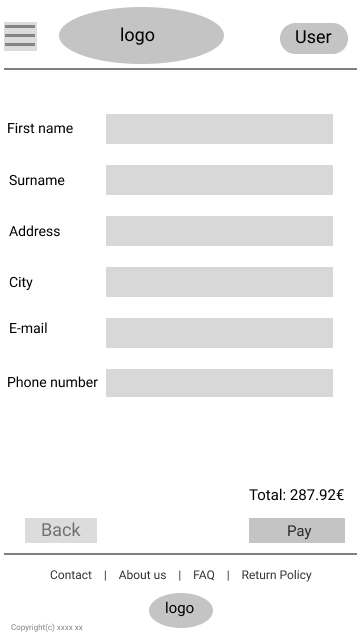 logo
User
First name
Surname
Address
City
E-mail
Phone number
Total: 287.92€
Back
Pay
Contact | About us | FAQ | Return Policy
logo
Copyright(c) xxxx xx